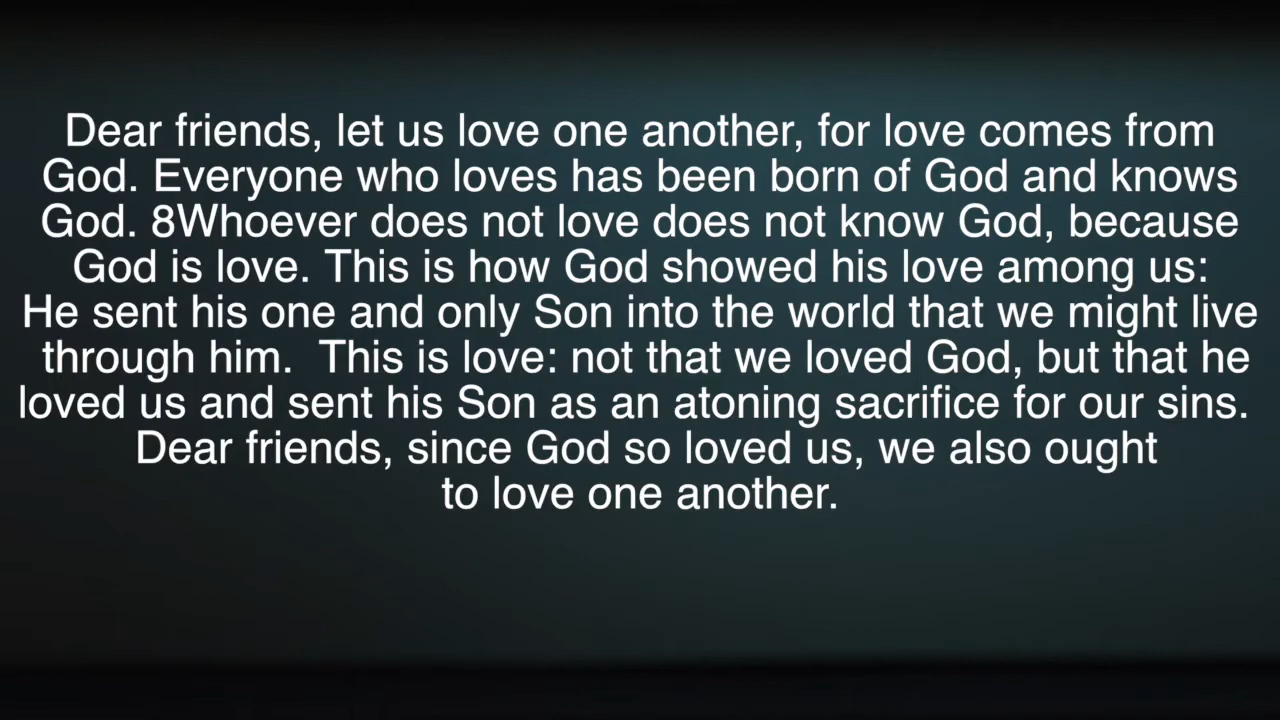 Dear friends, let us love one another, for love comes from
God. Everyone who loves has been born of God and knows
God. 8Whoever does not love does not know God, because
God is love. This is how God showed his love among us:
He sent his one and only Son into the world that we might live
through him.  This is love: not that we loved God, but that he
loved us and sent his Son as an atoning sacrifice for our sins.
Dear friends, since God so loved us, we also ought
to love one another.